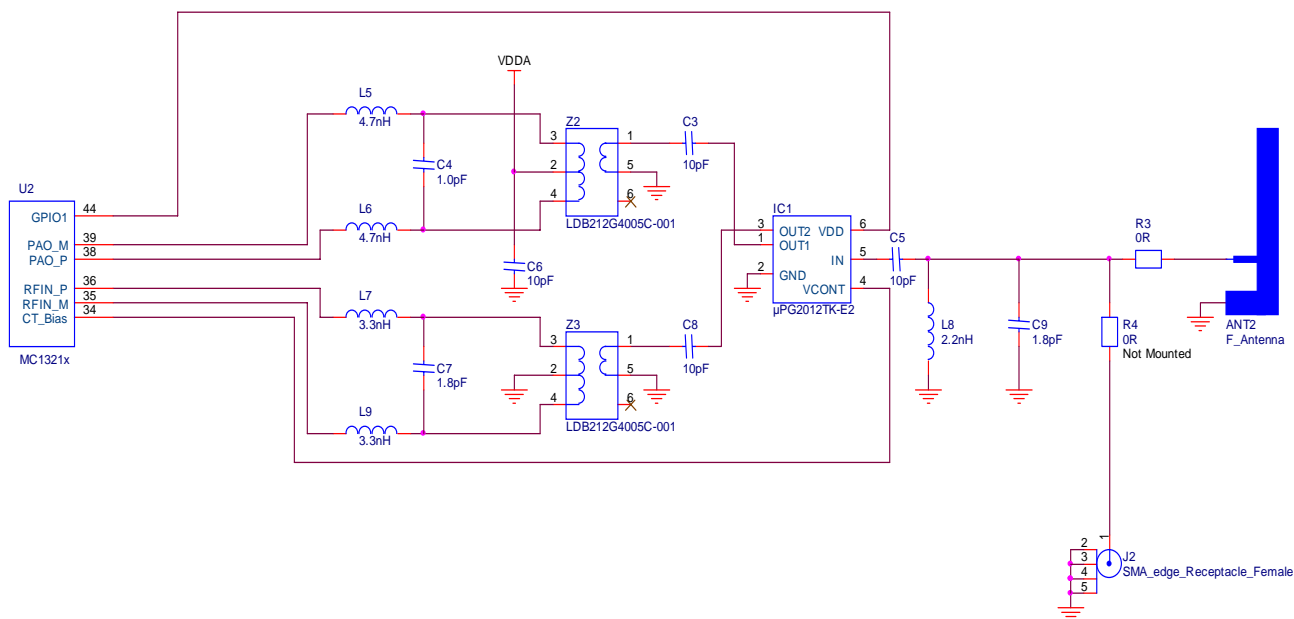 VDDA
L5
4.7nH
C4
1.0pF
L6
4.7nH
Z2
3
2
4
1
5
6
LDB212G4005C-001
C3
10pF
U2
GPIO1
44
PAO_M
39
PAO_P
38
RFIN_P
36
RFIN_M
35
CT_Bias
34
MC1321x
C6
10pF
L7
3.3nH
C7
1.8pF
L9
3.3nH
Z3
3
2
4
1
5
6
LDB212G4005C-001
C8
10pF
IC1
3
OUT2
VDD
6
1
OUT1
IN
5
2
GND
VCONT
4
µPG2012TK-E2
C5
10pF
L8
2.2nH
C9
1.8pF
R3
0R
R4
0R
Not Mounted
ANT2
F_Antenna
1
2
3
4
5
J2
SMA_edge_Receptacle_Female